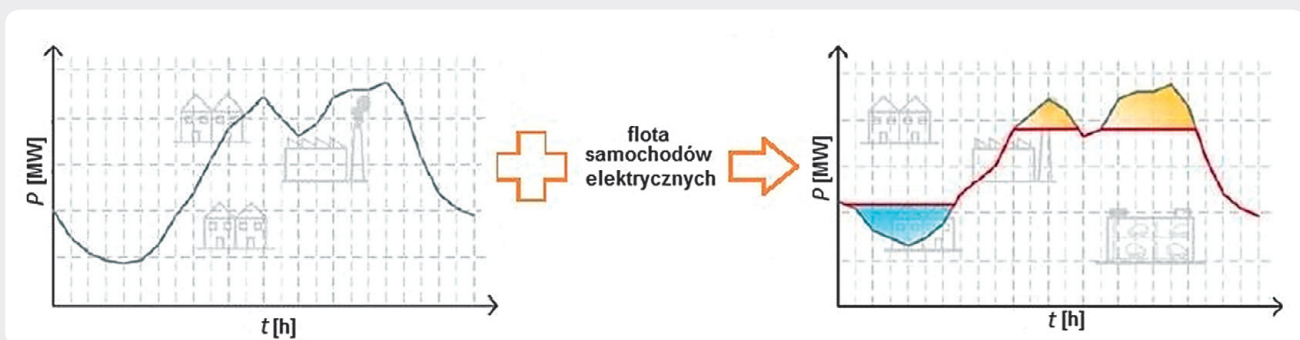 P [MW]
t [h]
flota
samochodów
elektrycznych
P [MW]
t [h]